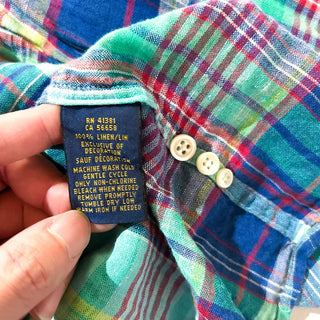 RN 41381
CA 56658
100% LINEN/LIN
EXCLUSIVE OF
DECORATION
SAUF DÉCORATION
MACHINE WASH COLD
GENTLE CYCLE
ONLY NON-CHLORINE
BLEACH WHEN NEEDED
REMOVE PROMPTLY
TUMBLE DRY LOW
WARM IRON IF NEEDED